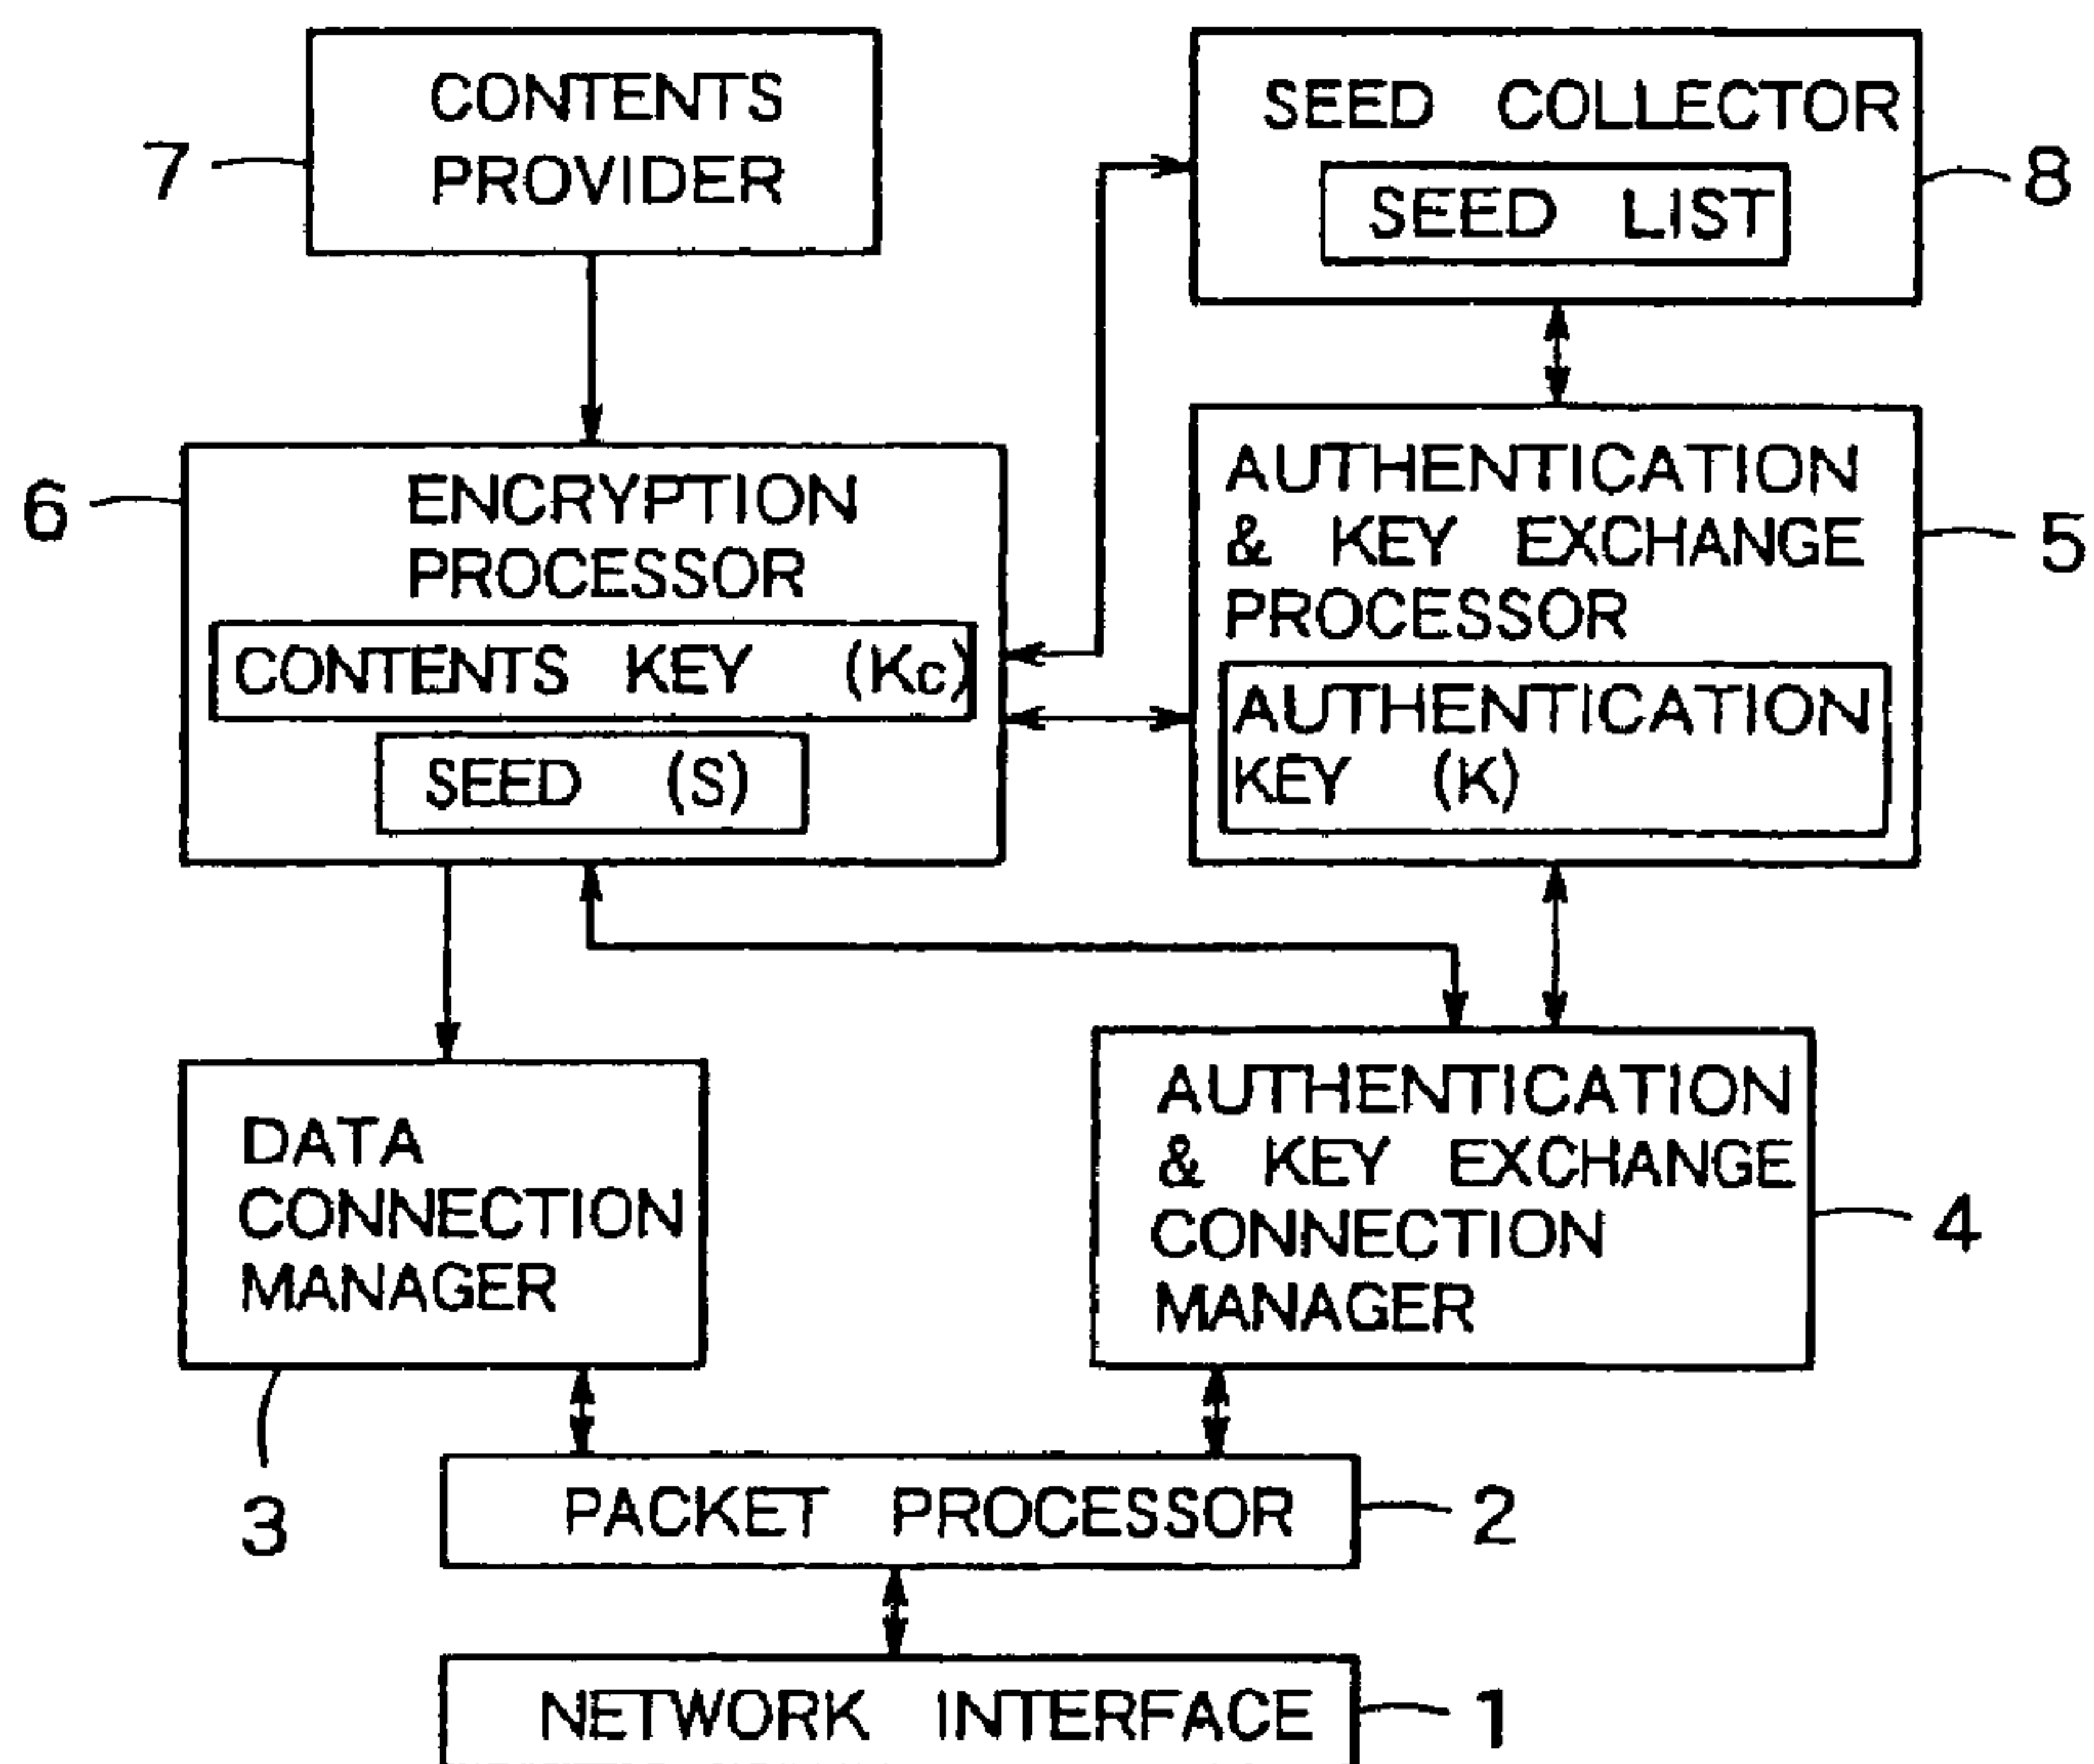 CONTENTS
PROVIDER
7
SEED COLLECTOR
SEED LIST
8
ENCRYPTION
PROCESSOR
CONTENTS KEY (Kc)
SEED (S)
6
AUTHENTICATION
& KEY EXCHANGE
PROCESSOR
AUTHENTICATION
KEY (K)
5
DATA
CONNECTION
MANAGER
3
AUTHENTICATION
& KEY EXCHANGE
CONNECTION
MANAGER
4
PACKET PROCESSOR
2
NETWORK INTERFACE
1